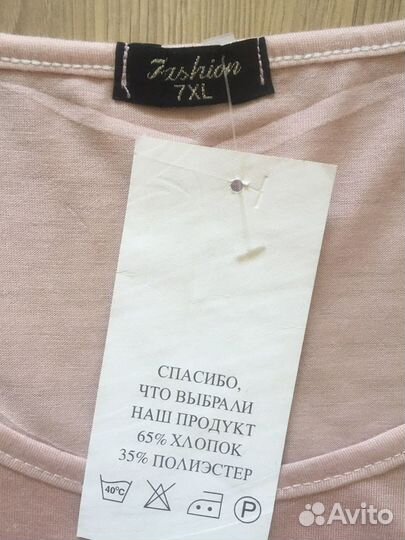 Fashion
7XL
СПАСИБО,
ЧТО ВЫБРАЛИ
НАШ ПРОДУКТ
65% ХЛОПОК
35% ПОЛИЭСТЕР
40°C
P
Avito